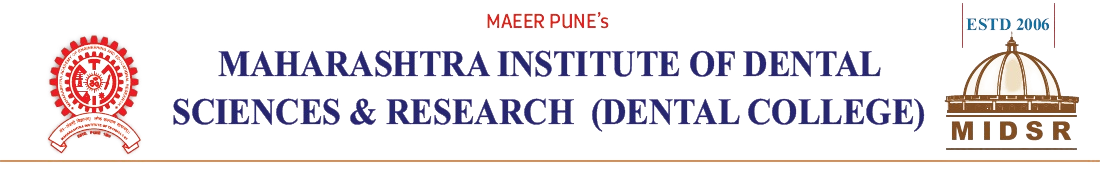 MAEER PUNE's
ESTD 2006
MAHARASHTRA INSTITUTE OF DENTAL
SCIENCES & RESEARCH (DENTAL COLLEGE)
MIDSR